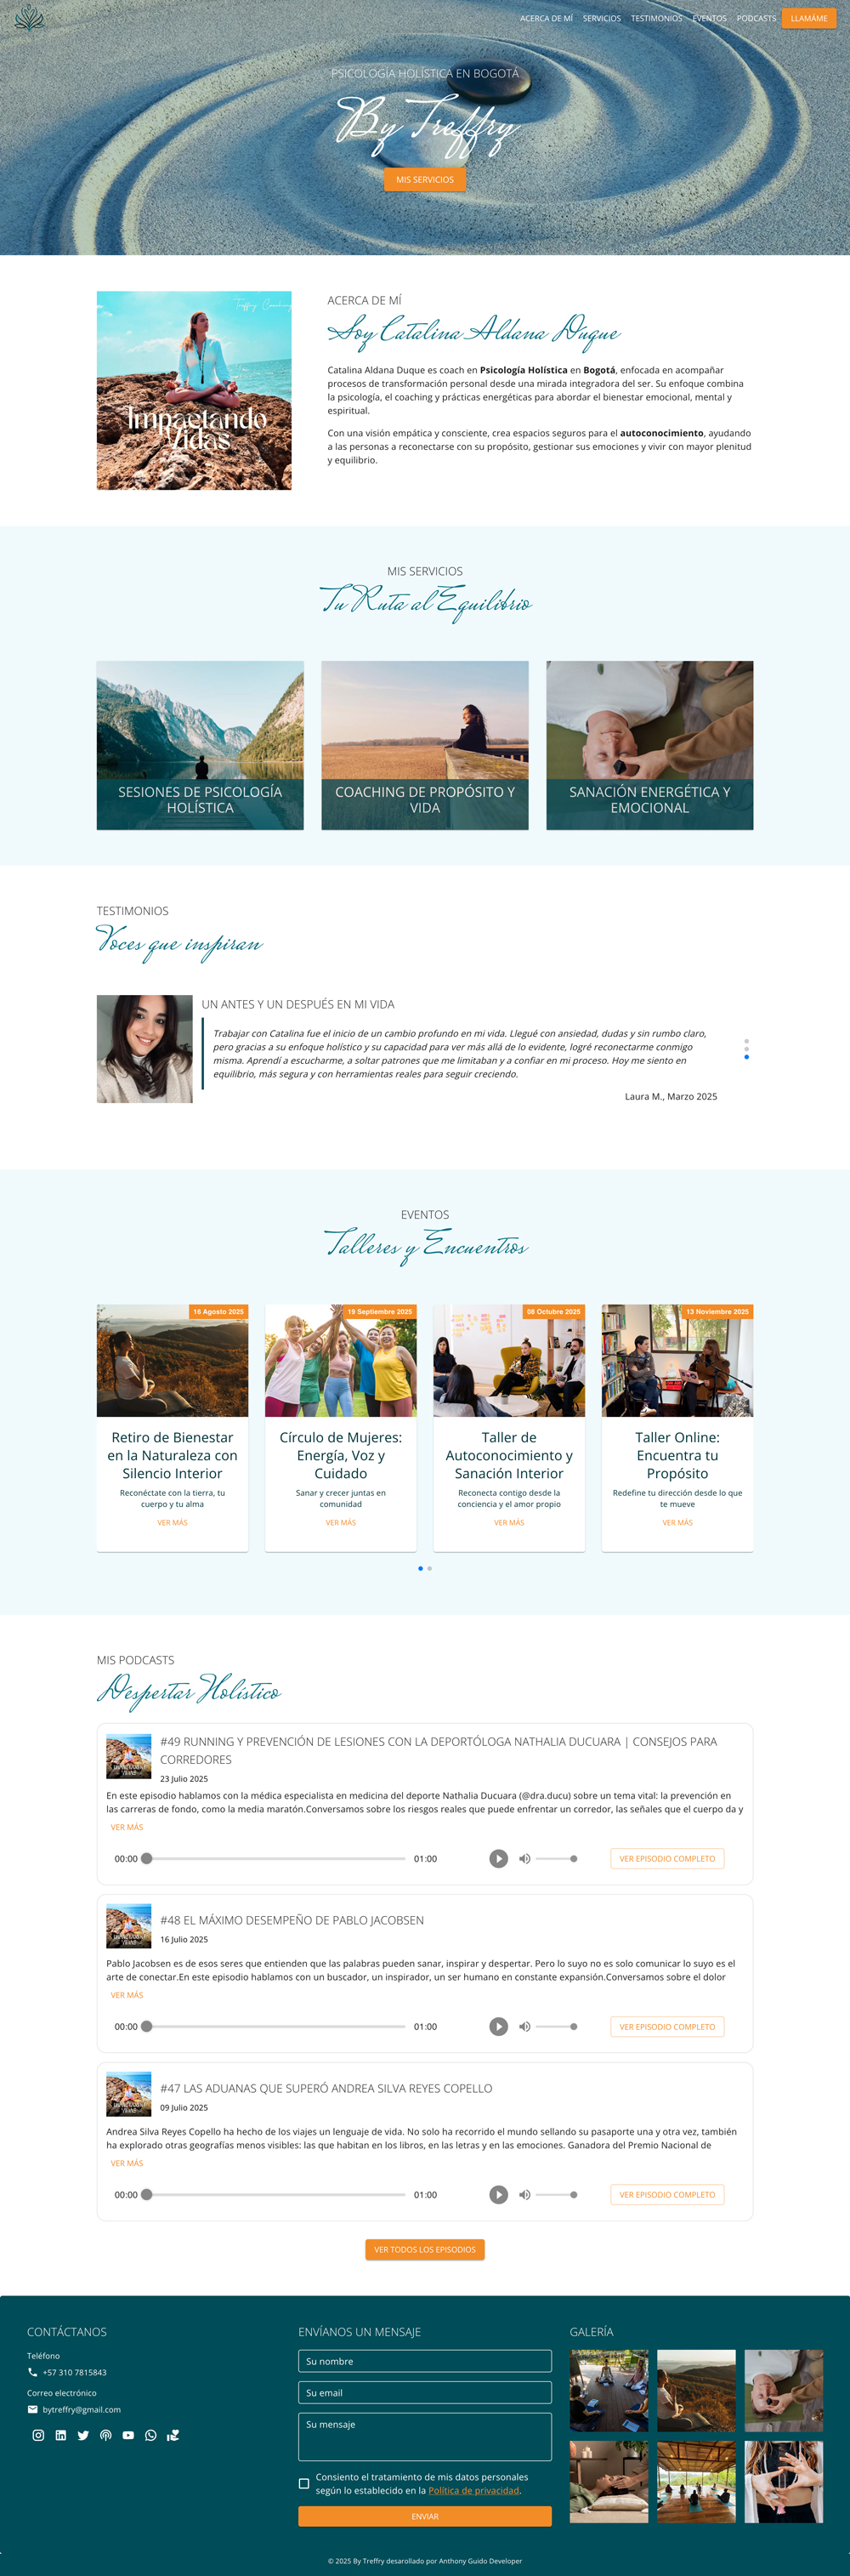 ACERCA DE MÍ SERVICIOS TESTIMONIOS EVENTOS PODCASTS LLAMÁME
PSICOLOGÍA HOLÍSTICA EN BOGOTÁ
By Treffry
MIS SERVICIOS
Treffry Coaching
Impactando
Vidas
ACERCA DE MÍ
Soy Catalina Aldana Duque
Catalina Aldana Duque es coach en Psicología Holística en Bogotá, enfocada en acompañar
procesos de transformación personal desde una mirada integradora del ser. Su enfoque combina
la psicología, el coaching y prácticas energéticas para abordar el bienestar emocional, mental y
espiritual.
Con una visión empática y consciente, crea espacios seguros para el autoconocimiento, ayudando
a las personas a reconectarse con su propósito, gestionar sus emociones y vivir con mayor plenitud
y equilibrio.
MIS SERVICIOS
Tu Ruta al Equilibrio
SESIONES DE PSICOLOGÍA
HOLÍSTICA
COACHING DE PROPÓSITO Y
VIDA
SANACIÓN ENERGÉTICA Y
EMOCIONAL
TESTIMONIOS
Voces que inspiran
UN ANTES Y UN DESPUÉS EN MI VIDA
Trabajar con Catalina fue el inicio de un cambio profundo en mi vida. Llegué con ansiedad, dudas y sin rumbo claro,
pero gracias a su enfoque holístico y su capacidad para ver más allá de lo evidente, logré reconectarme conmigo
misma. Aprendí a escucharme, a soltar patrones que me limitaban y a confiar en mi proceso. Hoy me siento en
equilibrio, más segura y con herramientas reales para seguir creciendo.
Laura M., Marzo 2025
EVENTOS
Talleres y Encuentros
16 Agosto 2025
Retiro de Bienestar
en la Naturaleza con
Silencio Interior
Reconéctate con la tierra, tu
cuerpo y tu alma
VER MÁS
19 Septiembre 2025
Círculo de Mujeres:
Energía, Voz y
Cuidado
Sanar y crecer juntas en
comunidad
VER MÁS
08 Octubre 2025
Taller de
Autoconocimiento y
Sanación Interior
Reconecta contigo desde la
conciencia y el amor propio
VER MÁS
13 Noviembre 2025
Taller Online:
Encuentra tu
Propósito
Redefine tu dirección desde lo que
te mueve
VER MÁS
MIS PODCASTS
Despertar Holístico
#49 RUNNING Y PREVENCIÓN DE LESIONES CON LA DEPORTÓLOGA NATHALIA DUCUARA | CONSEJOS PARA
CORREDORES
23 Julio 2025
En este episodio hablamos con la médica especialista en medicina del deporte Nathalia Ducuara (@dra.ducu) sobre un tema vital: la prevención en
las carreras de fondo, como la media maratón.Conversamos sobre los riesgos reales que puede enfrentar un corredor, las señales que el cuerpo da y
VER MÁS
00:00 01:00 VER EPISODIO COMPLETO
#48 EL MÁXIMO DESEMPEÑO DE PABLO JACOBSEN
16 Julio 2025
Pablo Jacobsen es de esos seres que entienden que las palabras pueden sanar, inspirar y despertar. Pero lo suyo no es solo comunicar lo suyo es el
arte de conectar.En este episodio hablamos con un buscador, un inspirador, un ser humano en constante expansión.Conversamos sobre el dolor
VER MÁS
00:00 01:00 VER EPISODIO COMPLETO
#47 LAS ADUANAS QUE SUPERÓ ANDREA SILVA REYES COPELLO
09 Julio 2025
Andrea Silva Reyes Copello ha hecho de los viajes un lenguaje de vida. No solo ha recorrido el mundo sellando su pasaporte una y otra vez, también
ha explorado otras geografías menos visibles: las que habitan en los libros, en las letras y en las emociones. Ganadora del Premio Nacional de
VER MÁS
00:00 01:00 VER EPISODIO COMPLETO
VER TODOS LOS EPISODIOS
CONTÁCTANOS
Teléfono
+57 310 7815843
Correo electrónico
bytreffry@gmail.com
ENVÍANOS UN MENSAJE
Su nombre
Su email
Su mensaje
Consiento el tratamiento de mis datos personales
según lo establecido en la Política de privacidad.
ENVIAR
GALERÍA
© 2025 By Treffry desarollado por Anthony Guido Developer